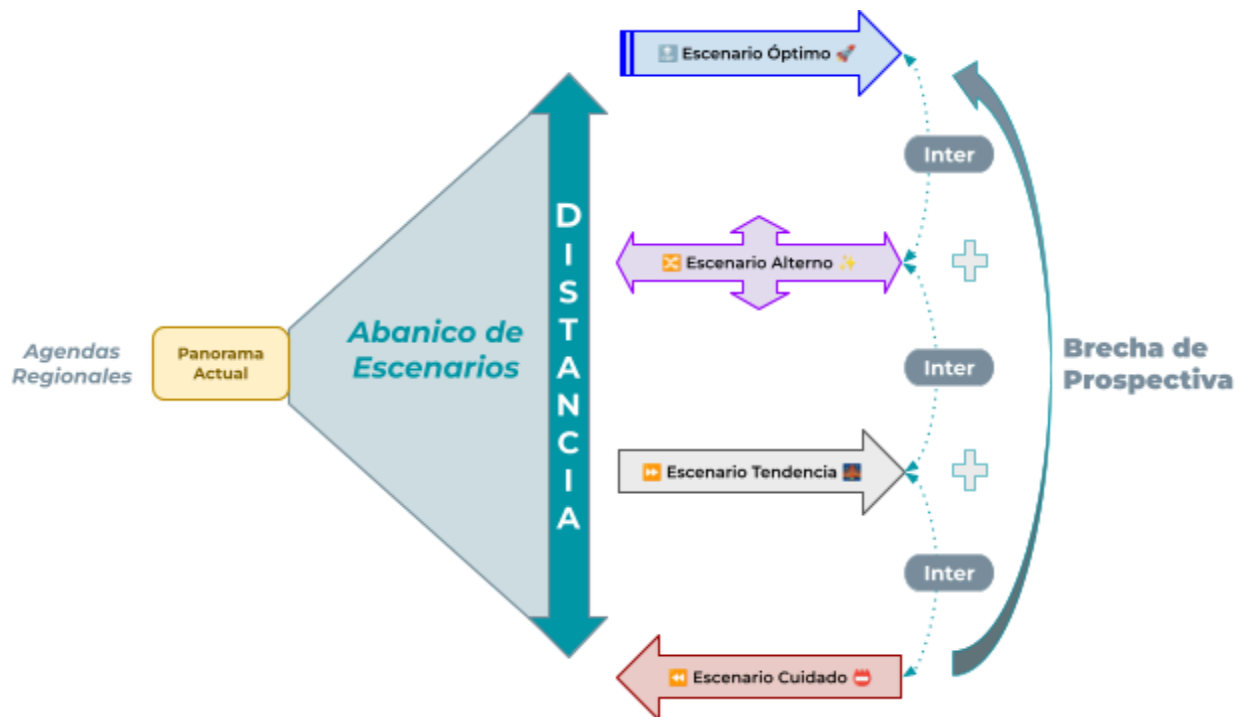 Agendas
Regionales
Panorama
Actual
Abanico de
Escenarios
DISTANCIA
Escenario Óptimo
Inter
Escenario Alterno
Inter
Escenario Tendencia
Inter
Escenario Cuidado
Brecha de
Prospectiva